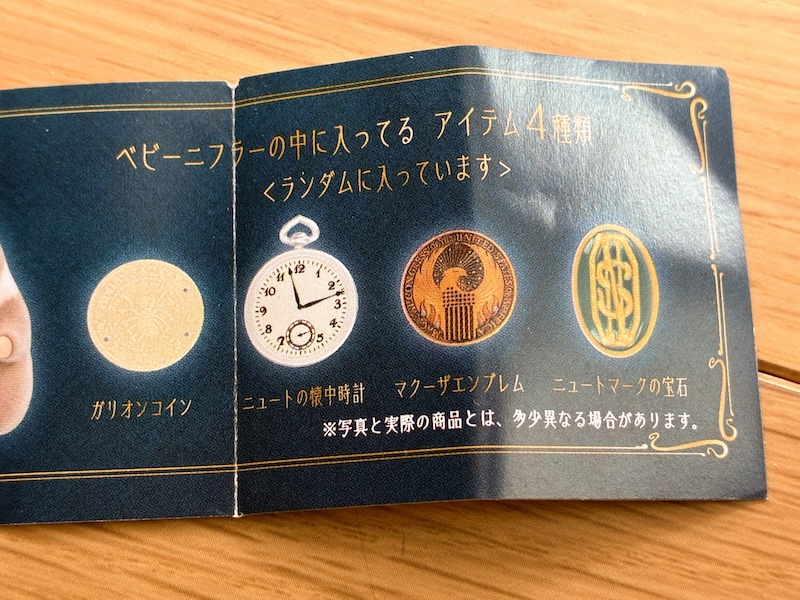 ベビーニフラーの中に入ってる アイテム4種類
<ランダムに入っています>
ガリオンコイン
ニュートの懐中時計
マクーザエンブレム
ニュートマークの宝石
※写真と実際の商品とは、多少異なる場合があります。